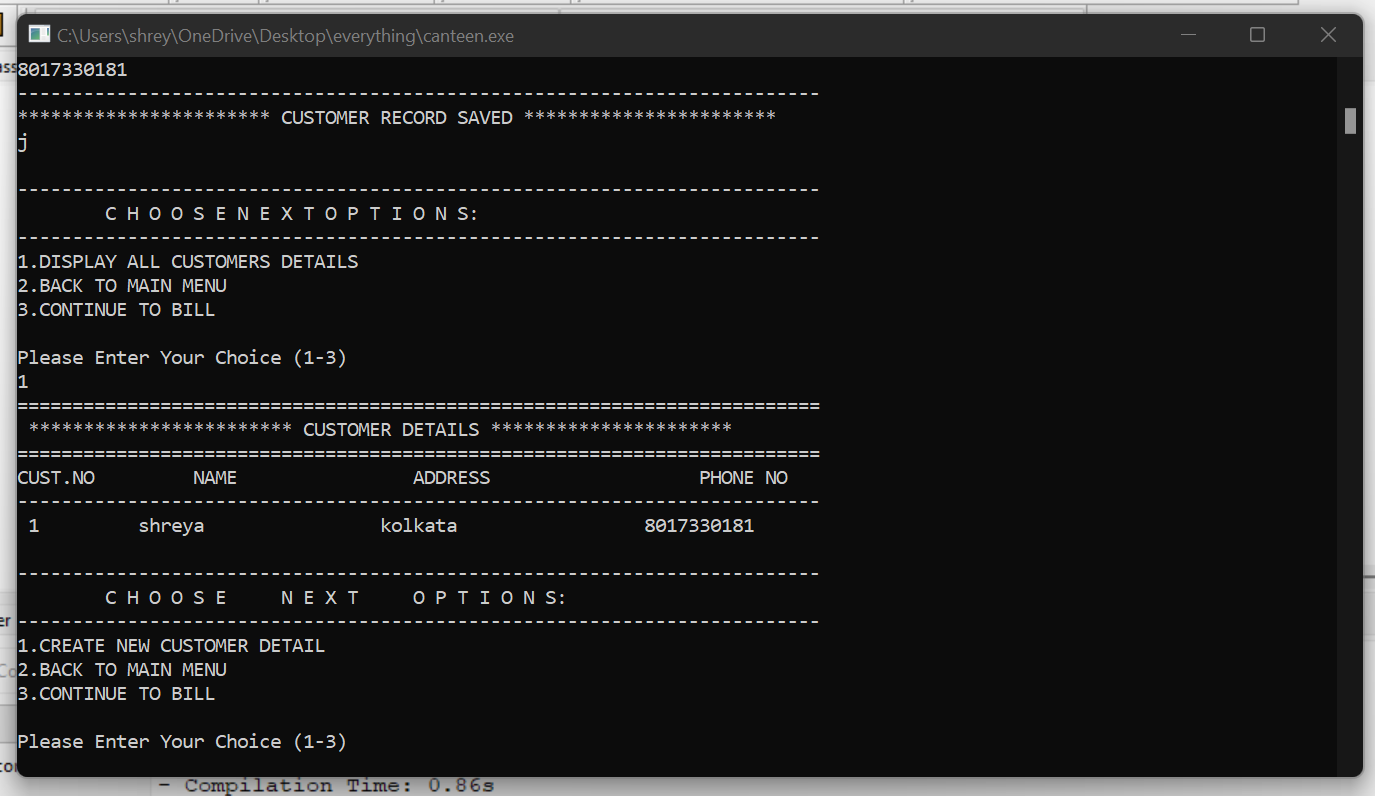 C:\Users\shrey\OneDrive\Desktop\everything\canteen.exe
8017330181
-------------------------------------------------------------------------
*********************** CUSTOMER RECORD SAVED ***********************
j
-------------------------------------------------------------------------
C H O O S E N E X T O P T I O N S:
-------------------------------------------------------------------------
1.DISPLAY ALL CUSTOMERS DETAILS
2.BACK TO MAIN MENU
3.CONTINUE TO BILL
Please Enter Your Choice (1-3)
1
=========================================================================
************************ CUSTOMER DETAILS **********************
=========================================================================
CUST.NO NAME ADDRESS PHONE NO
-------------------------------------------------------------------------
1 shreya kolkata 8017330181
-------------------------------------------------------------------------
C H O O S E N E X T O P T I O N S:
-------------------------------------------------------------------------
1.CREATE NEW CUSTOMER DETAIL
2.BACK TO MAIN MENU
3.CONTINUE TO BILL
Please Enter Your Choice (1-3)
- Compilation Time: 0.86s